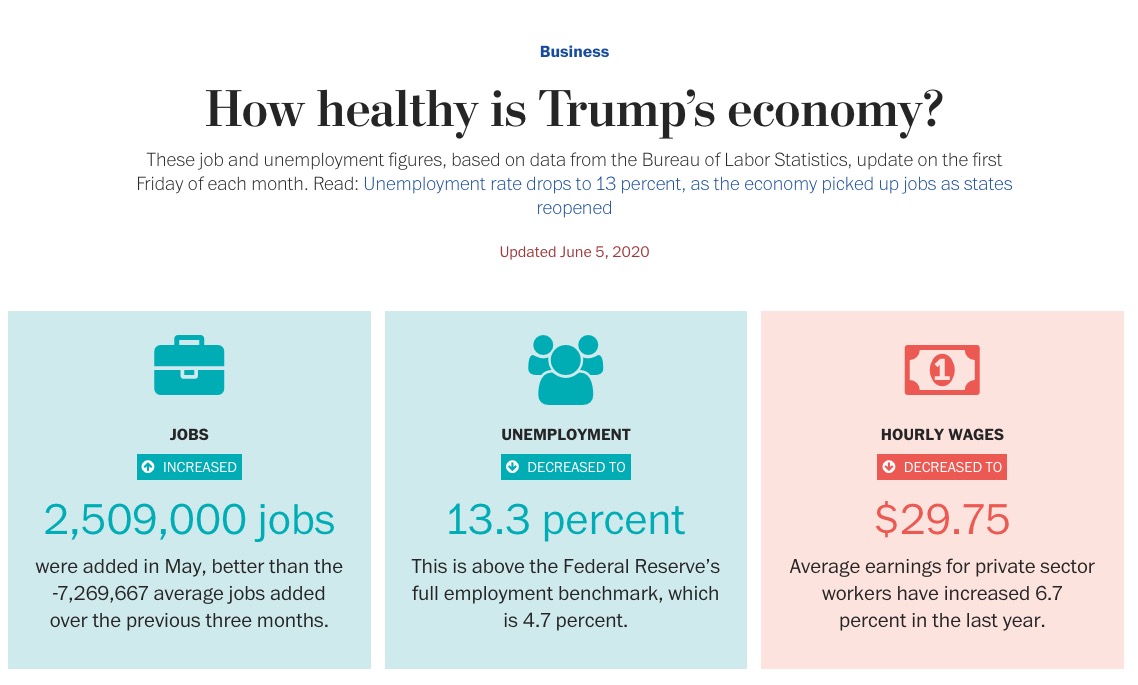 Business
How healthy is Trump’s economy?
These job and unemployment figures, based on data from the Bureau of Labor Statistics, update on the first
Friday of each month. Read: Unemployment rate drops to 13 percent, as the economy picked up jobs as states
reopened
Updated June 5, 2020
JOBS
INCREASED
2,509,000 jobs
were added in May, better than the
-7,269,667 average jobs added
over the previous three months.
UNEMPLOYMENT
DECREASED TO
13.3 percent
This is above the Federal Reserve’s
full employment benchmark, which
is 4.7 percent.
1
HOURLY WAGES
DECREASED TO
$29.75
Average earnings for private sector
workers have increased 6.7
percent in the last year.